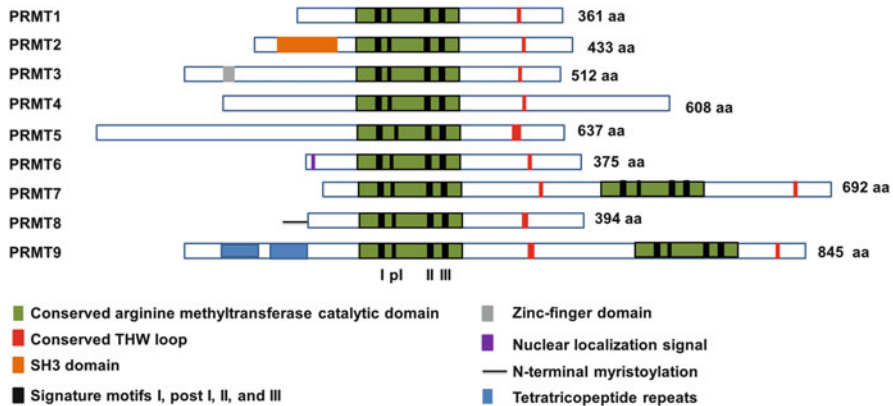 PRMT1 361 aa
PRMT2 433 aa
PRMT3 512 aa
PRMT4 608 aa
PRMT5 637 aa
PRMT6 375 aa
PRMT7 692 aa
PRMT8 394 aa
PRMT9 845 aa
I pI II III
Conserved arginine methyltransferase catalytic domain
Conserved THW loop
SH3 domain
Signature motifs I, post I, II, and III
Zinc-finger domain
Nuclear localization signal
N-terminal myristoylation
Tetratricopeptide repeats